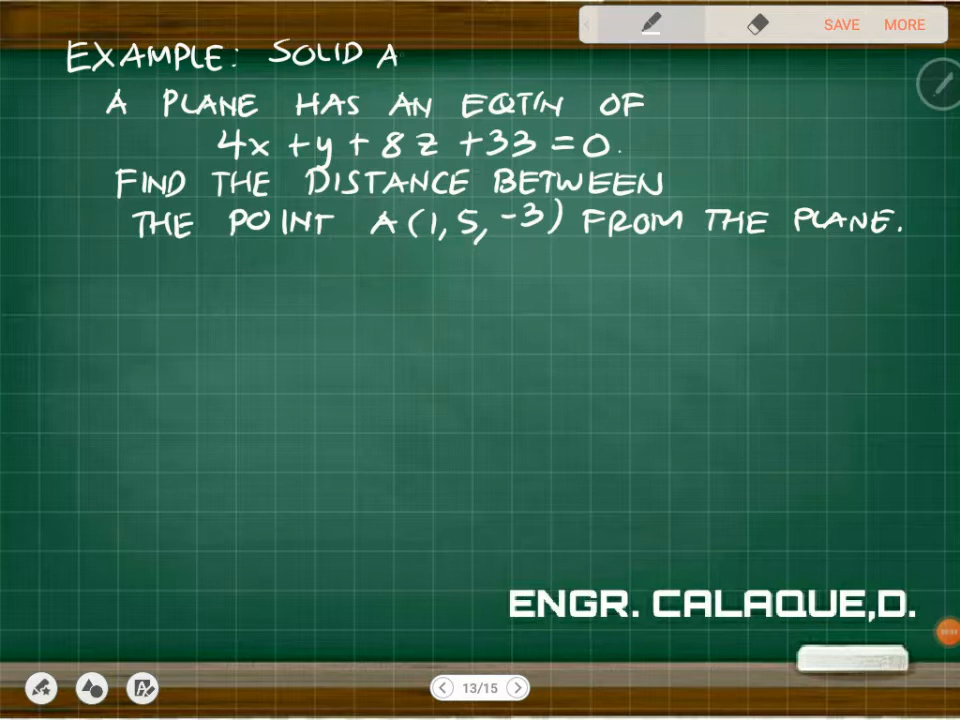 SAVE MORE
EXAMPLE: SOLID A
A PLANE HAS AN EQT'N OF
4x + y + 8z + 33 = 0.
FIND THE DISTANCE BETWEEN
THE POINT A(1, 5, -3) FROM THE PLANE.
ENGR. CALAQUE,D.
13/15